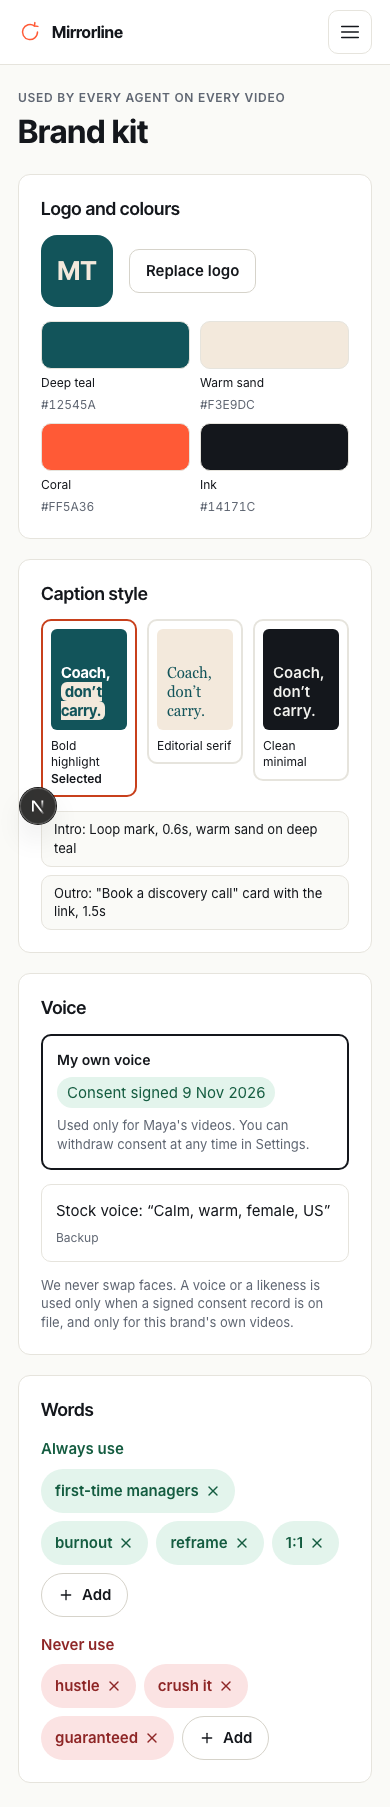 Mirrorline
USED BY EVERY AGENT ON EVERY VIDEO
Brand kit
Logo and colours
MT
Replace logo
Deep teal
#12545A
Warm sand
#F3E9DC
Coral
#FF5A36
Ink
#14171C
Caption style
Coach,
don’t
carry.
Bold
highlight
Selected
Coach,
don’t
carry.
Editorial serif
Coach,
don’t
carry.
Clean
minimal
N
Intro: Loop mark, 0.6s, warm sand on deep
teal
Outro: "Book a discovery call" card with the
link, 1.5s
Voice
My own voice
Consent signed 9 Nov 2026
Used only for Maya's videos. You can
withdraw consent at any time in Settings.
Stock voice: “Calm, warm, female, US”
Backup
We never swap faces. A voice or a likeness is
used only when a signed consent record is on
file, and only for this brand's own videos.
Words
Always use
first-time managers ×
burnout × reframe × 1:1 ×
+ Add
Never use
hustle × crush it ×
guaranteed × + Add